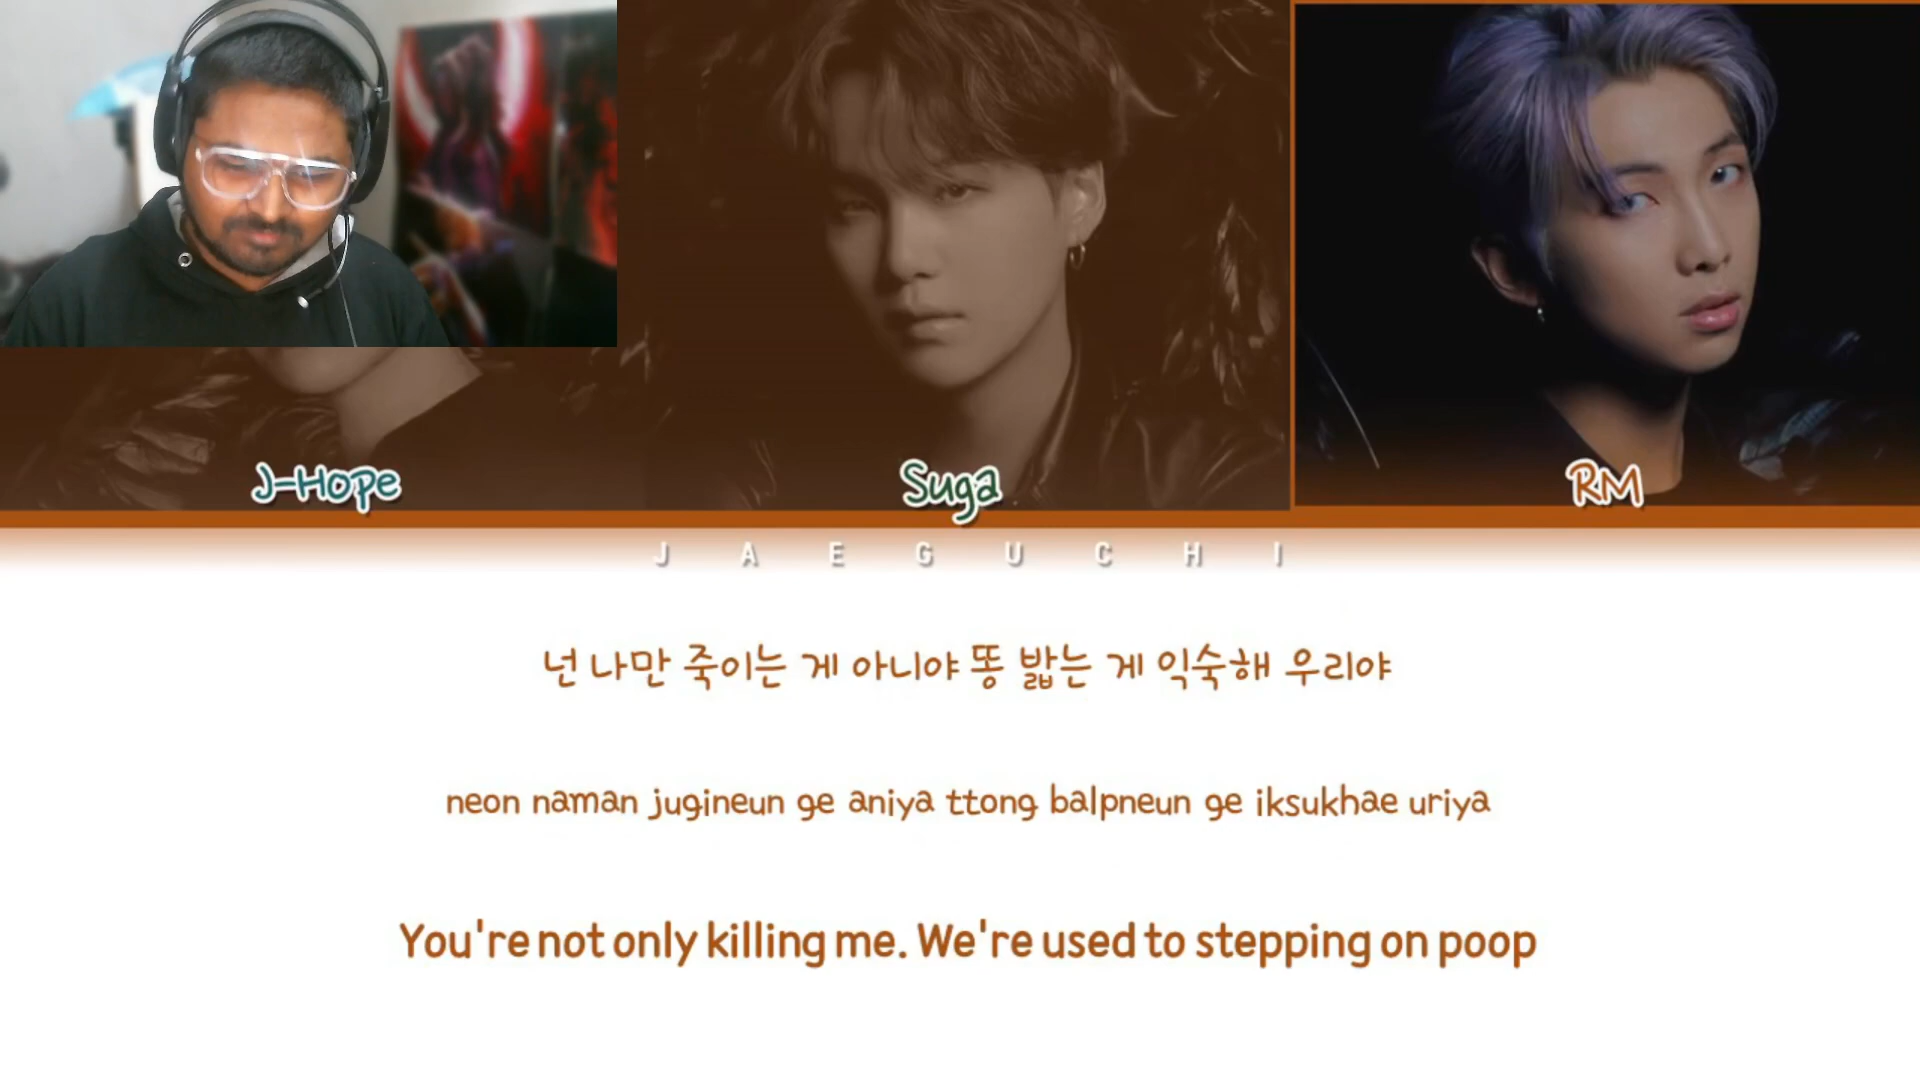 J-Hope
Suga
RM
JAEGUCHI
넌 나만 죽이는 게 아니야 똥 밟는 게 익숙해 우리야
neon naman jugineun ge aniya ttong balpneun ge iksukhae uriya
You're not only killing me. We're used to stepping on poop